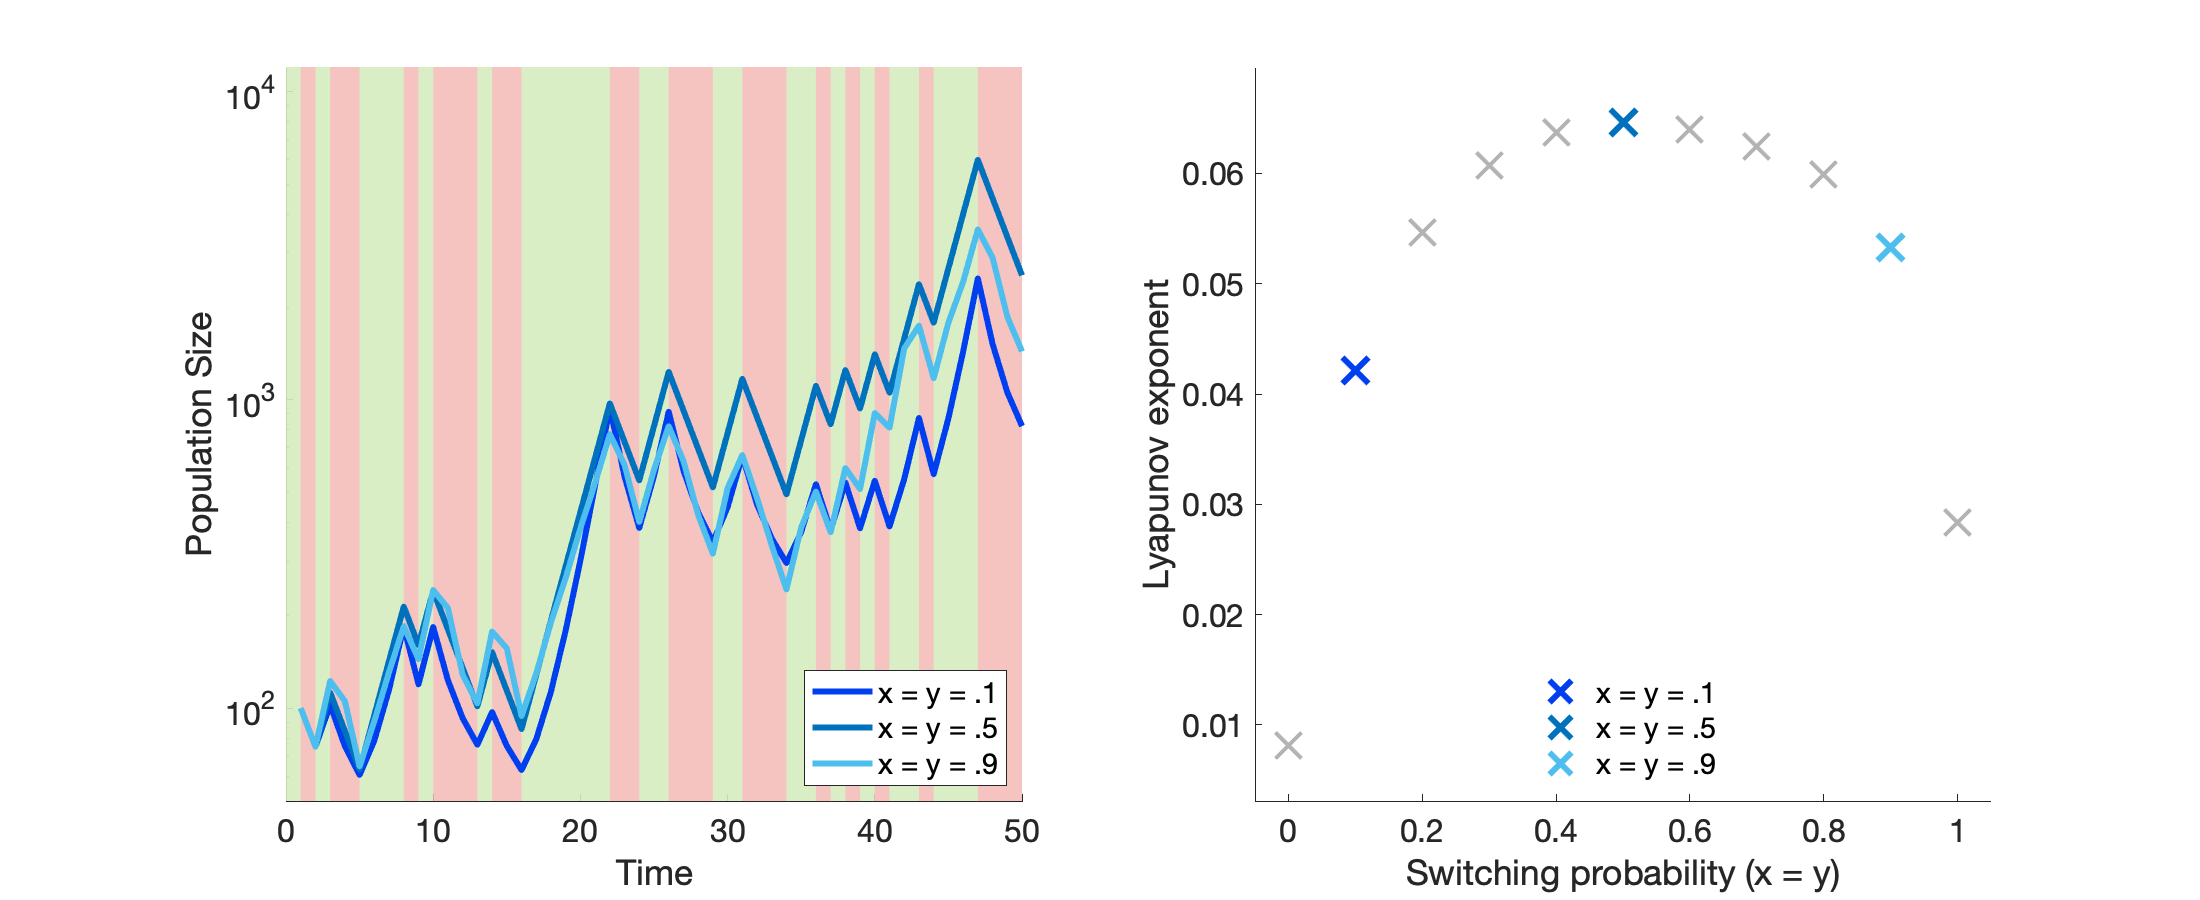 10^4
10^3
10^2
Population Size
0 10 20 30 40 50
Time
x = y = .1
x = y = .5
x = y = .9
0.06
0.05
0.04
0.03
0.02
0.01
Lyapunov exponent
0 0.2 0.4 0.6 0.8 1
Switching probability (x = y)
x = y = .1
x = y = .5
x = y = .9